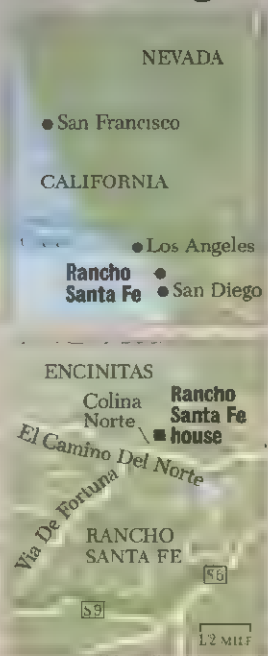 NEVADA
San Francisco
CALIFORNIA
Los Angeles
Rancho
Santa Fe
San Diego
ENCINITAS
Colina
Norte
Rancho
Santa Fe
house
El Camino Del Norte
Via De Fortuna
RANCHO
SANTA FE
S6
S9
1/2 MILE